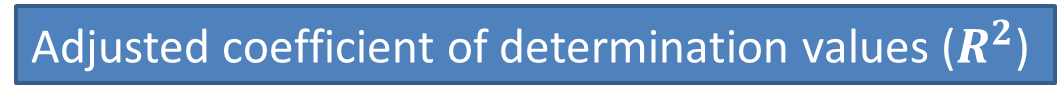 Adjusted coefficient of determination values (𝑹²)